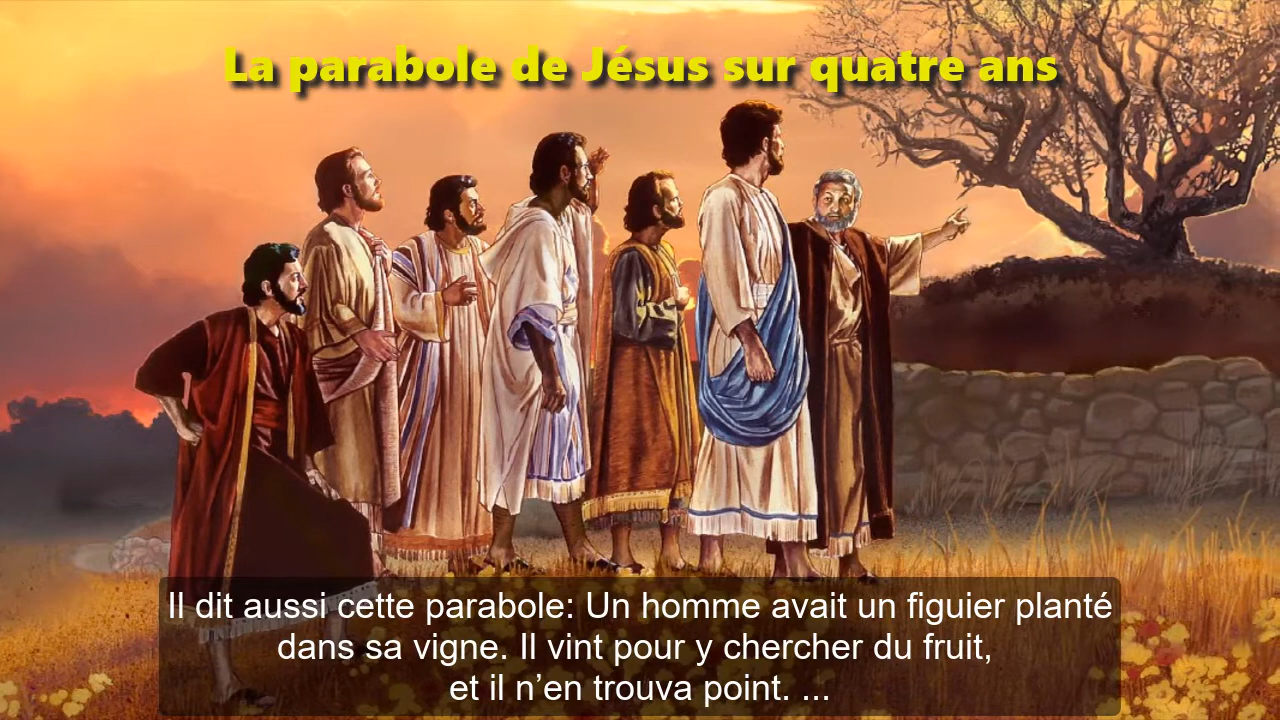 La parabole de Jésus sur quatre ans
Il dit aussi cette parabole: Un homme avait un figuier planté
dans sa vigne. Il vint pour y chercher du fruit,
et il n’en trouva point. ...